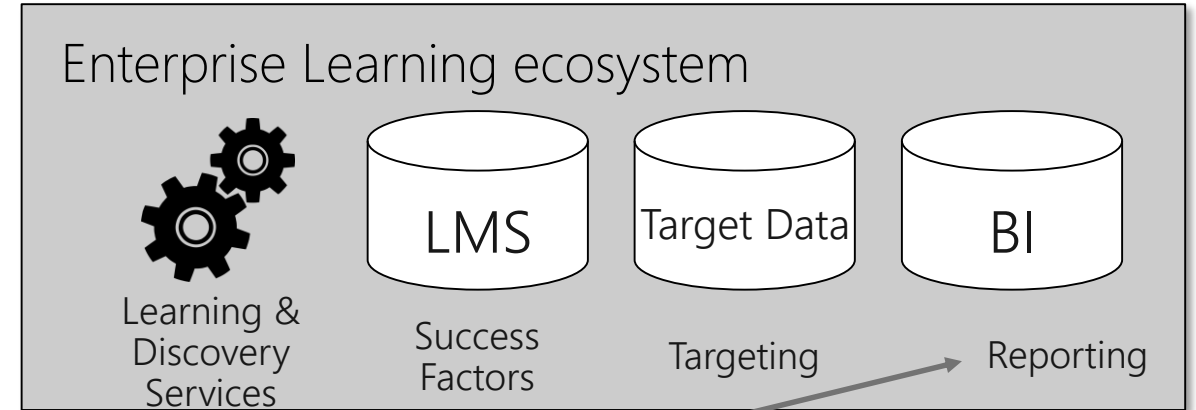 Enterprise Learning ecosystem
LMS
Target Data
BI
Learning &
Discovery
Services
Success
Factors
Targeting
Reporting